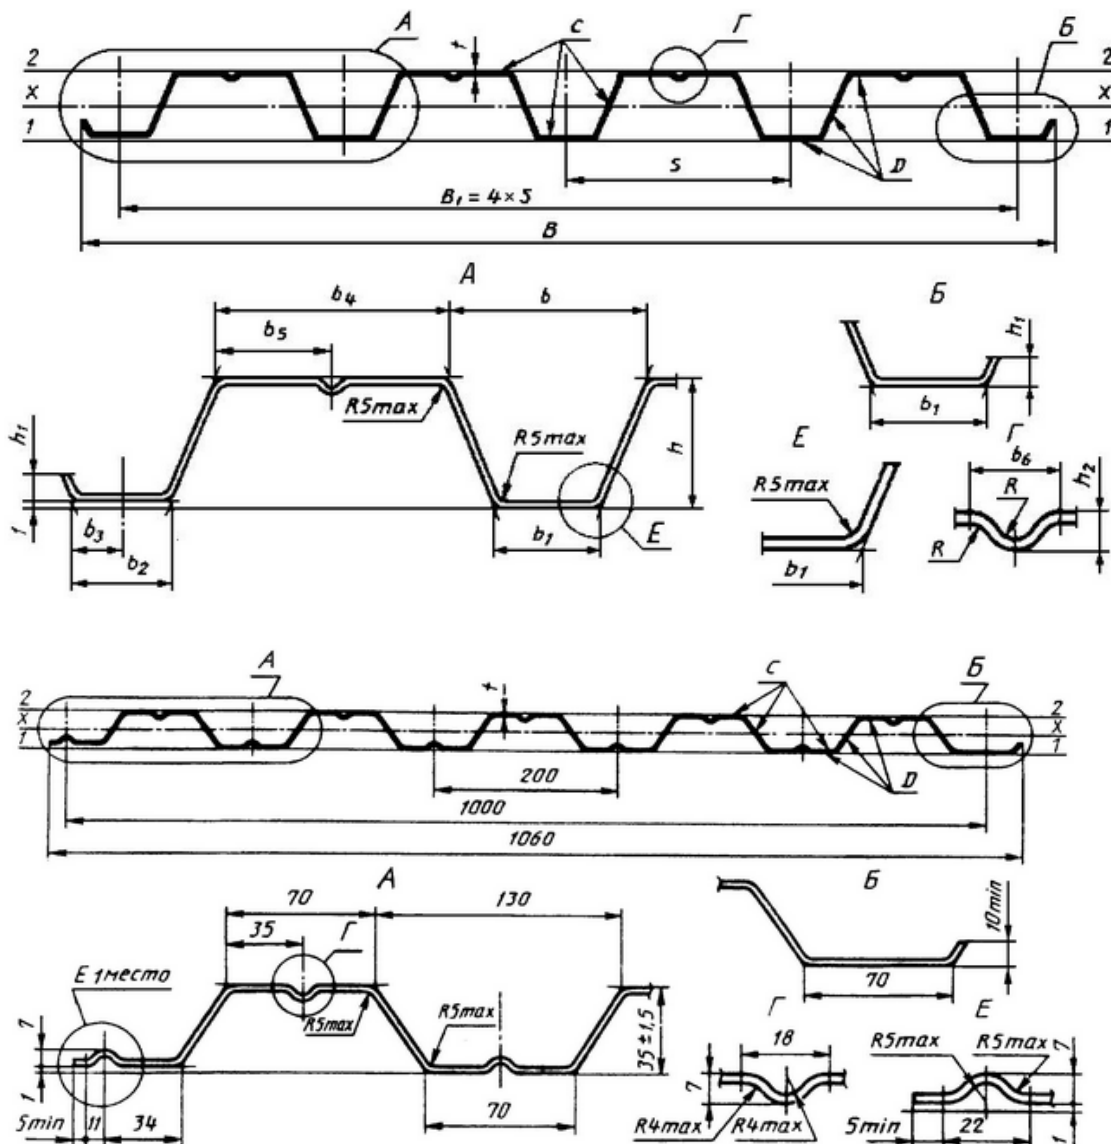 А
t
С
Г
Б
2
x
1
2
x
1
S
D
B₁ = 4×S
B
А
b₄
b
b₅
R5max
R5max
h
h₁
1
b₃
b₂
b₁
Е
Б
h₁
b₁
Е
R5max
b₁
Г
b₆
R
R
h₂
А
t
С
Б
2
x
1
2
x
1
200
D
1000
1060
А
70
130
35
Г
Е 1место
R5max
R5max
35±1,5
7
1
5min
11
34
70
Б
10min
70
Г
18
7
R4max
R4max
Е
R5max
R5max
7
5min
22
1